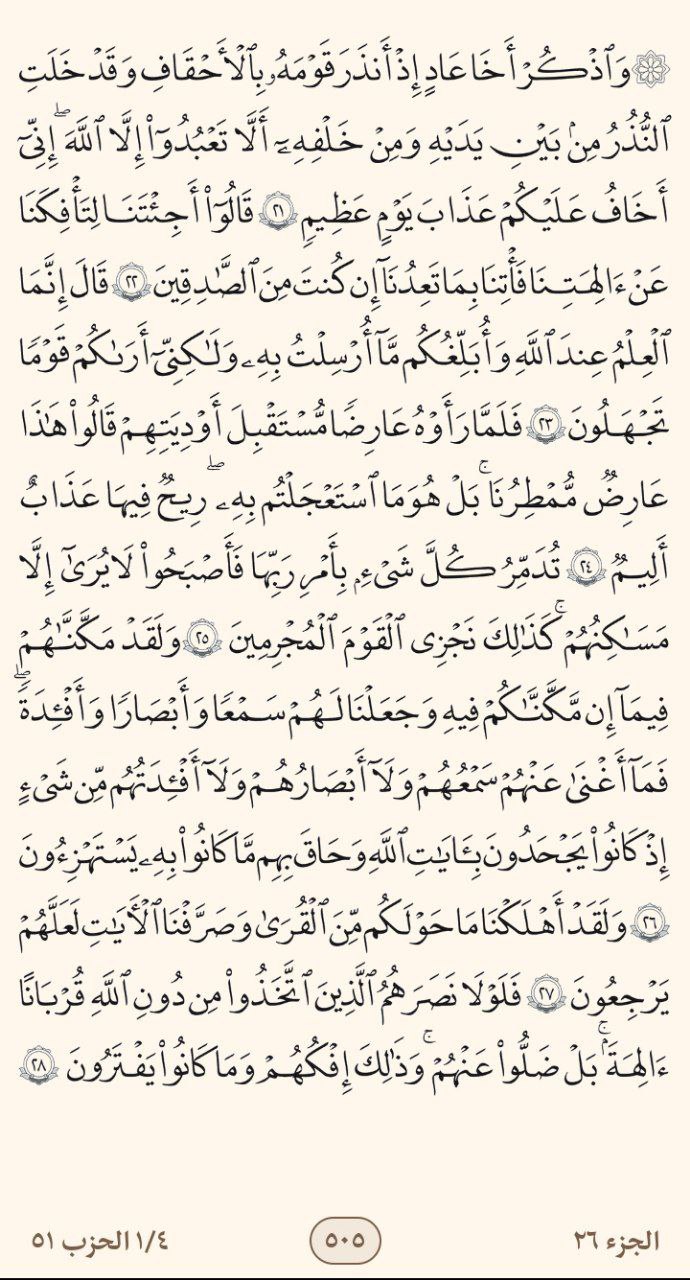 ۞ وَٱذۡكُرۡ أَخَا عَادٍ إِذۡ أَنذَرَ قَوۡمَهُۥ بِٱلۡأَحۡقَافِ وَقَدۡ خَلَتِ
ٱلنُّذُرُ مِنۢ بَيۡنِ يَدَيۡهِ وَمِنۡ خَلۡفِهِۦٓ أَلَّا تَعۡبُدُوٓاْ إِلَّا ٱللَّهَ ۖ إِنِّيٓ
أَخَافُ عَلَيۡكُمۡ عَذَابَ يَوۡمٍ عَظِيمٖ ٢١ قَالُوٓاْ أَجِئۡتَنَا لِتَأۡفِكَنَا
عَنۡ ءَالِهَتِنَا فَأۡتِنَا بِمَا تَعِدُنَآ إِن كُنتَ مِنَ ٱلصَّٰدِقِينَ ٢٢ قَالَ إِنَّمَا
ٱلۡعِلۡمُ عِندَ ٱللَّهِ وَأُبَلِّغُكُم مَّآ أُرۡسِلۡتُ بِهِۦ وَلَٰكِنِّيٓ أَرَىٰكُمۡ قَوۡمٗا
تَجۡهَلُونَ ٢٣ فَلَمَّا رَأَوۡهُ عَارِضٗا مُّسۡتَقۡبِلَ أَوۡدِيَتِهِمۡ قَالُواْ هَٰذَا
عَارِضٞ مُّمۡطِرُنَا ۚ بَلۡ هُوَ مَا ٱسۡتَعۡجَلۡتُم بِهِۦ ۖ رِيحٞ فِيهَا عَذَابٌ
أَلِيمٞ ٢٤ تُدَمِّرُ كُلَّ شَيۡءِۭ بِأَمۡرِ رَبِّهَا فَأَصۡبَحُواْ لَا يُرَىٰٓ إِلَّا
مَسَٰكِنُهُمۡ ۚ كَذَٰلِكَ نَجۡزِي ٱلۡقَوۡمَ ٱلۡمُجۡرِمِينَ ٢٥ وَلَقَدۡ مَكَّنَّٰهُمۡ
فِيمَآ إِن مَّكَّنَّٰكُمۡ فِيهِ وَجَعَلۡنَا لَهُمۡ سَمۡعٗا وَأَبۡصَٰرٗا وَأَفۡـِٔدَةٗ ۖ
فَمَآ أَغۡنَىٰ عَنۡهُمۡ سَمۡعُهُمۡ وَلَآ أَبۡصَٰرُهُمۡ وَلَآ أَفۡـِٔدَتُهُم مِّن شَيۡءٍ
إِذۡ كَانُواْ يَجۡحَدُونَ بِـَٔايَٰتِ ٱللَّهِ وَحَاقَ بِهِم مَّا كَانُواْ بِهِۦ يَسۡتَهۡزِءُونَ
٢٦ وَلَقَدۡ أَهۡلَكۡنَا مَا حَوۡلَكُم مِّنَ ٱلۡقُرَىٰ وَصَرَّفۡنَا ٱلۡأٓيَٰتِ لَعَلَّهُمۡ
يَرۡجِعُونَ ٢٧ فَلَوۡلَا نَصَرَهُمُ ٱلَّذِينَ ٱتَّخَذُواْ مِن دُونِ ٱللَّهِ قُرۡبَانًا
ءَالِهَةَۢ ۖ بَلۡ ضَلُّواْ عَنۡهُمۡ ۚ وَذَٰلِكَ إِفۡكُهُمۡ وَمَا كَانُواْ يَفۡتَرُونَ ٢٨
الجزء ٢٦ ٥٠٥ ١/٤ الحزب ٥١